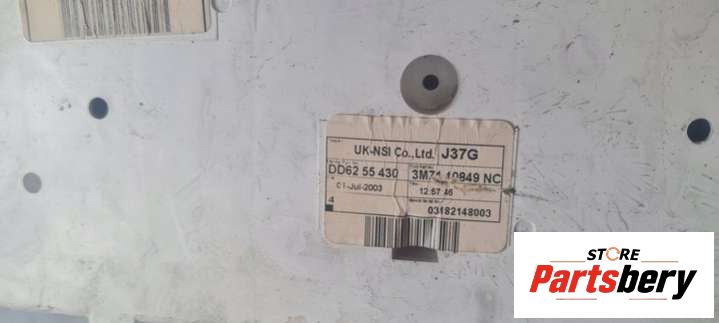 UK-NSI Co.,Ltd. J37G
DD62 55 430 3M71 10849 NC
01-Jul-2003 12:57:46
4 03182148003
STORE
Partsbery